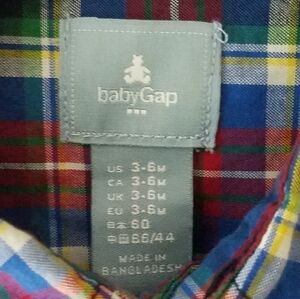 babyGap
US 3-6M
CA 3-6M
UK 3-6M
EU 3-6M
日本 60
中国 66/44
MADE IN
BANGLADESH